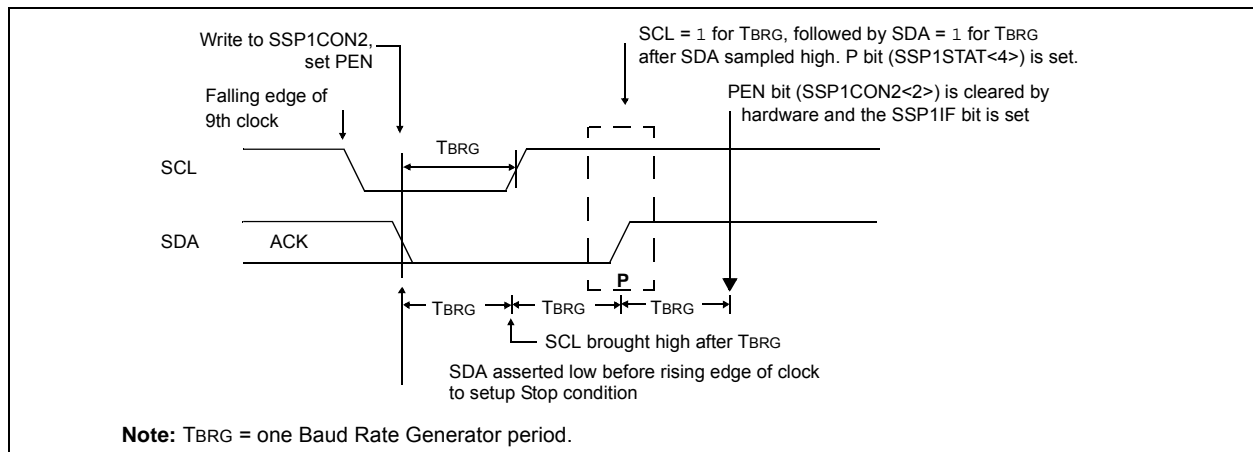 Write to SSP1CON2,
set PEN
SCL = 1 for TBRG, followed by SDA = 1 for TBRG
after SDA sampled high. P bit (SSP1STAT<4>) is set.
Falling edge of
9th clock
PEN bit (SSP1CON2<2>) is cleared by
hardware and the SSP1IF bit is set
TBRG
SCL
SDA
ACK
P
TBRG
TBRG
TBRG
SCL brought high after TBRG
SDA asserted low before rising edge of clock
to setup Stop condition
Note: TBRG = one Baud Rate Generator period.